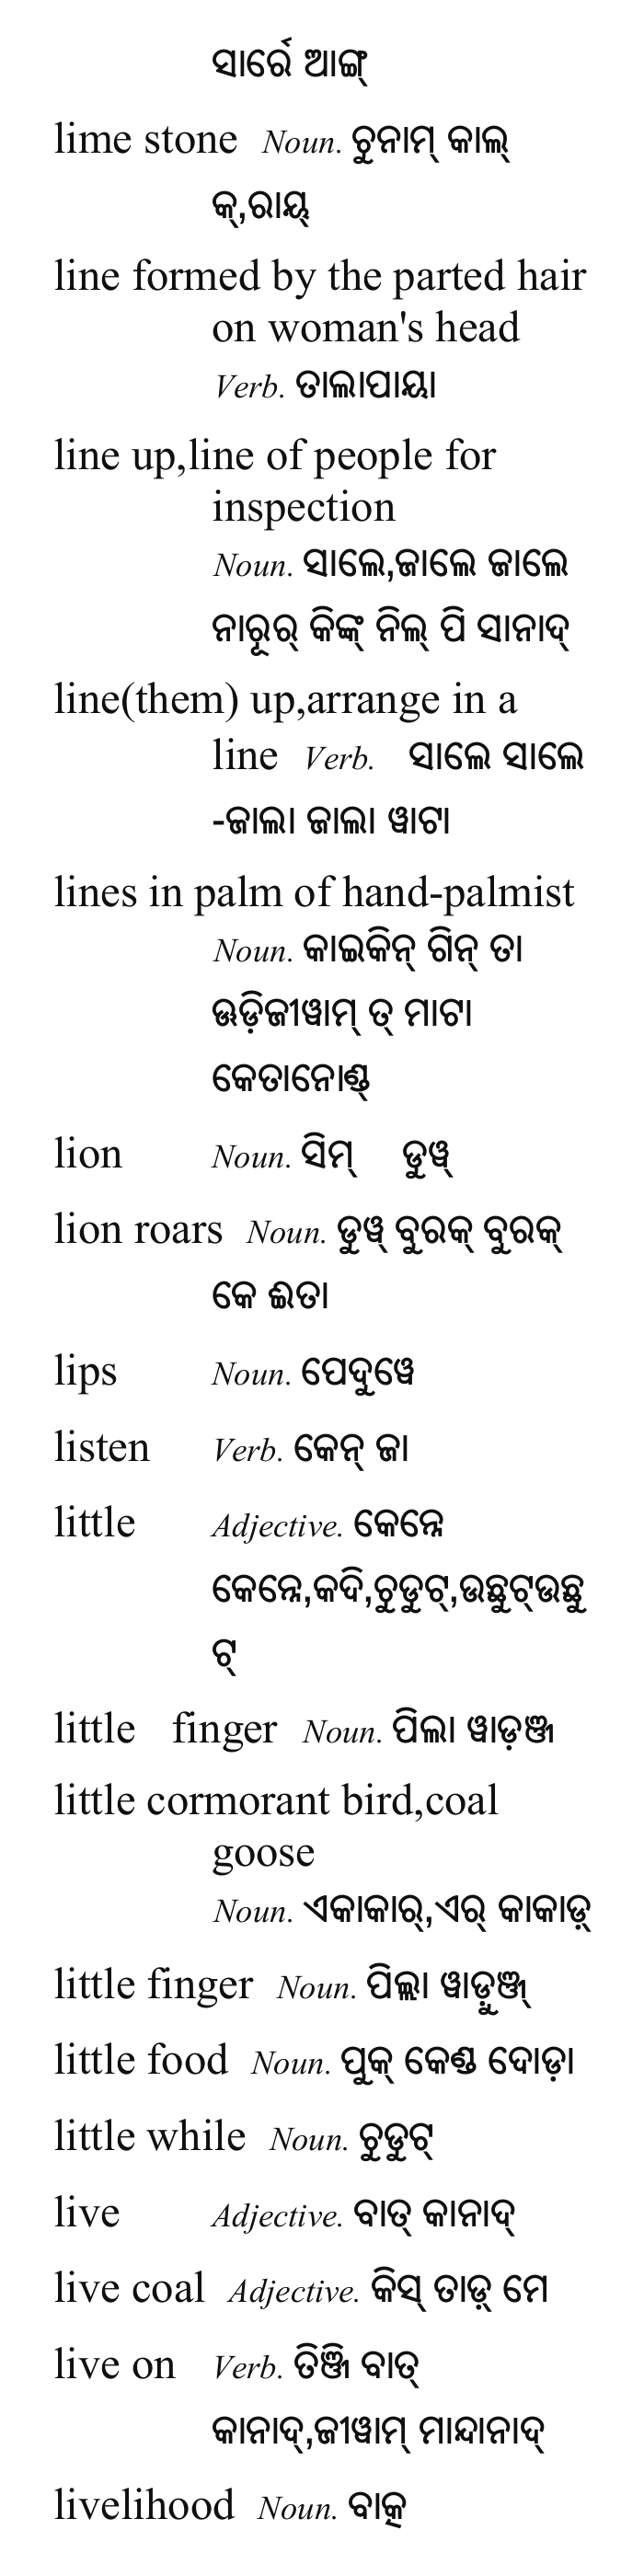 ସାର୍ରେ ଆଙ୍ଗ୍
lime stone Noun. ଚୁନାମ୍ କାଲ୍
କ୍,ରାୟ୍
line formed by the parted hair
on woman's head
Verb. ତାଲାପାୟା
line up,line of people for
inspection
Noun. ସାଲେ,ଜାଲେ ଜାଲେ
ନାରୂର୍ କିଙ୍କ୍ ନିଲ୍ ପି ସାନାଦ୍
line(them) up,arrange in a
line Verb. ସାଲେ ସାଲେ
-ଜାଲା ଜାଲା ୱାଟା
lines in palm of hand-palmist
Noun. କାଇକିନ୍ ଗିନ୍ ତା
ଊଡ଼ିଜୀୱାମ୍ ତ୍ ମାଟା
କେତାନୋଣ୍ଡ୍
lion Noun. ସିମ୍ ଡୁୱ୍
lion roars Noun. ଡୁୱ୍ ବୁରକ୍ ବୁରକ୍
କେ ଈତା
lips Noun. ପେଦୁୱେ
listen Verb. କେନ୍ ଜା
little Adjective. କେନ୍ନେ
କେନ୍ନେ,କଦି,ଚୁଡୁଟ୍,ଉଛୁଟ୍ଉଛୁ
ଟ୍
little finger Noun. ପିଲା ୱାଡ଼ଞ୍ଜ
little cormorant bird,coal
goose
Noun. ଏକାକାର୍,ଏର୍ କାକାଡ଼୍
little finger Noun. ପିଲ୍ଲା ୱାଡ଼ୁଞ୍ଜ୍
little food Noun. ପୁକ୍ କେଣ୍ଡ ଦୋଡ଼ା
little while Noun. ଚୁଡୁଟ୍
live Adjective. ବାତ୍ କାନାଦ୍
live coal Adjective. କିସ୍ ତାଡ଼୍ ମେ
live on Verb. ତିଞ୍ଜି ବାତ୍
କାନାଦ୍,ଜୀୱାମ୍ ମାନ୍ଦାନାଦ୍
livelihood Noun. ବାତ୍କ